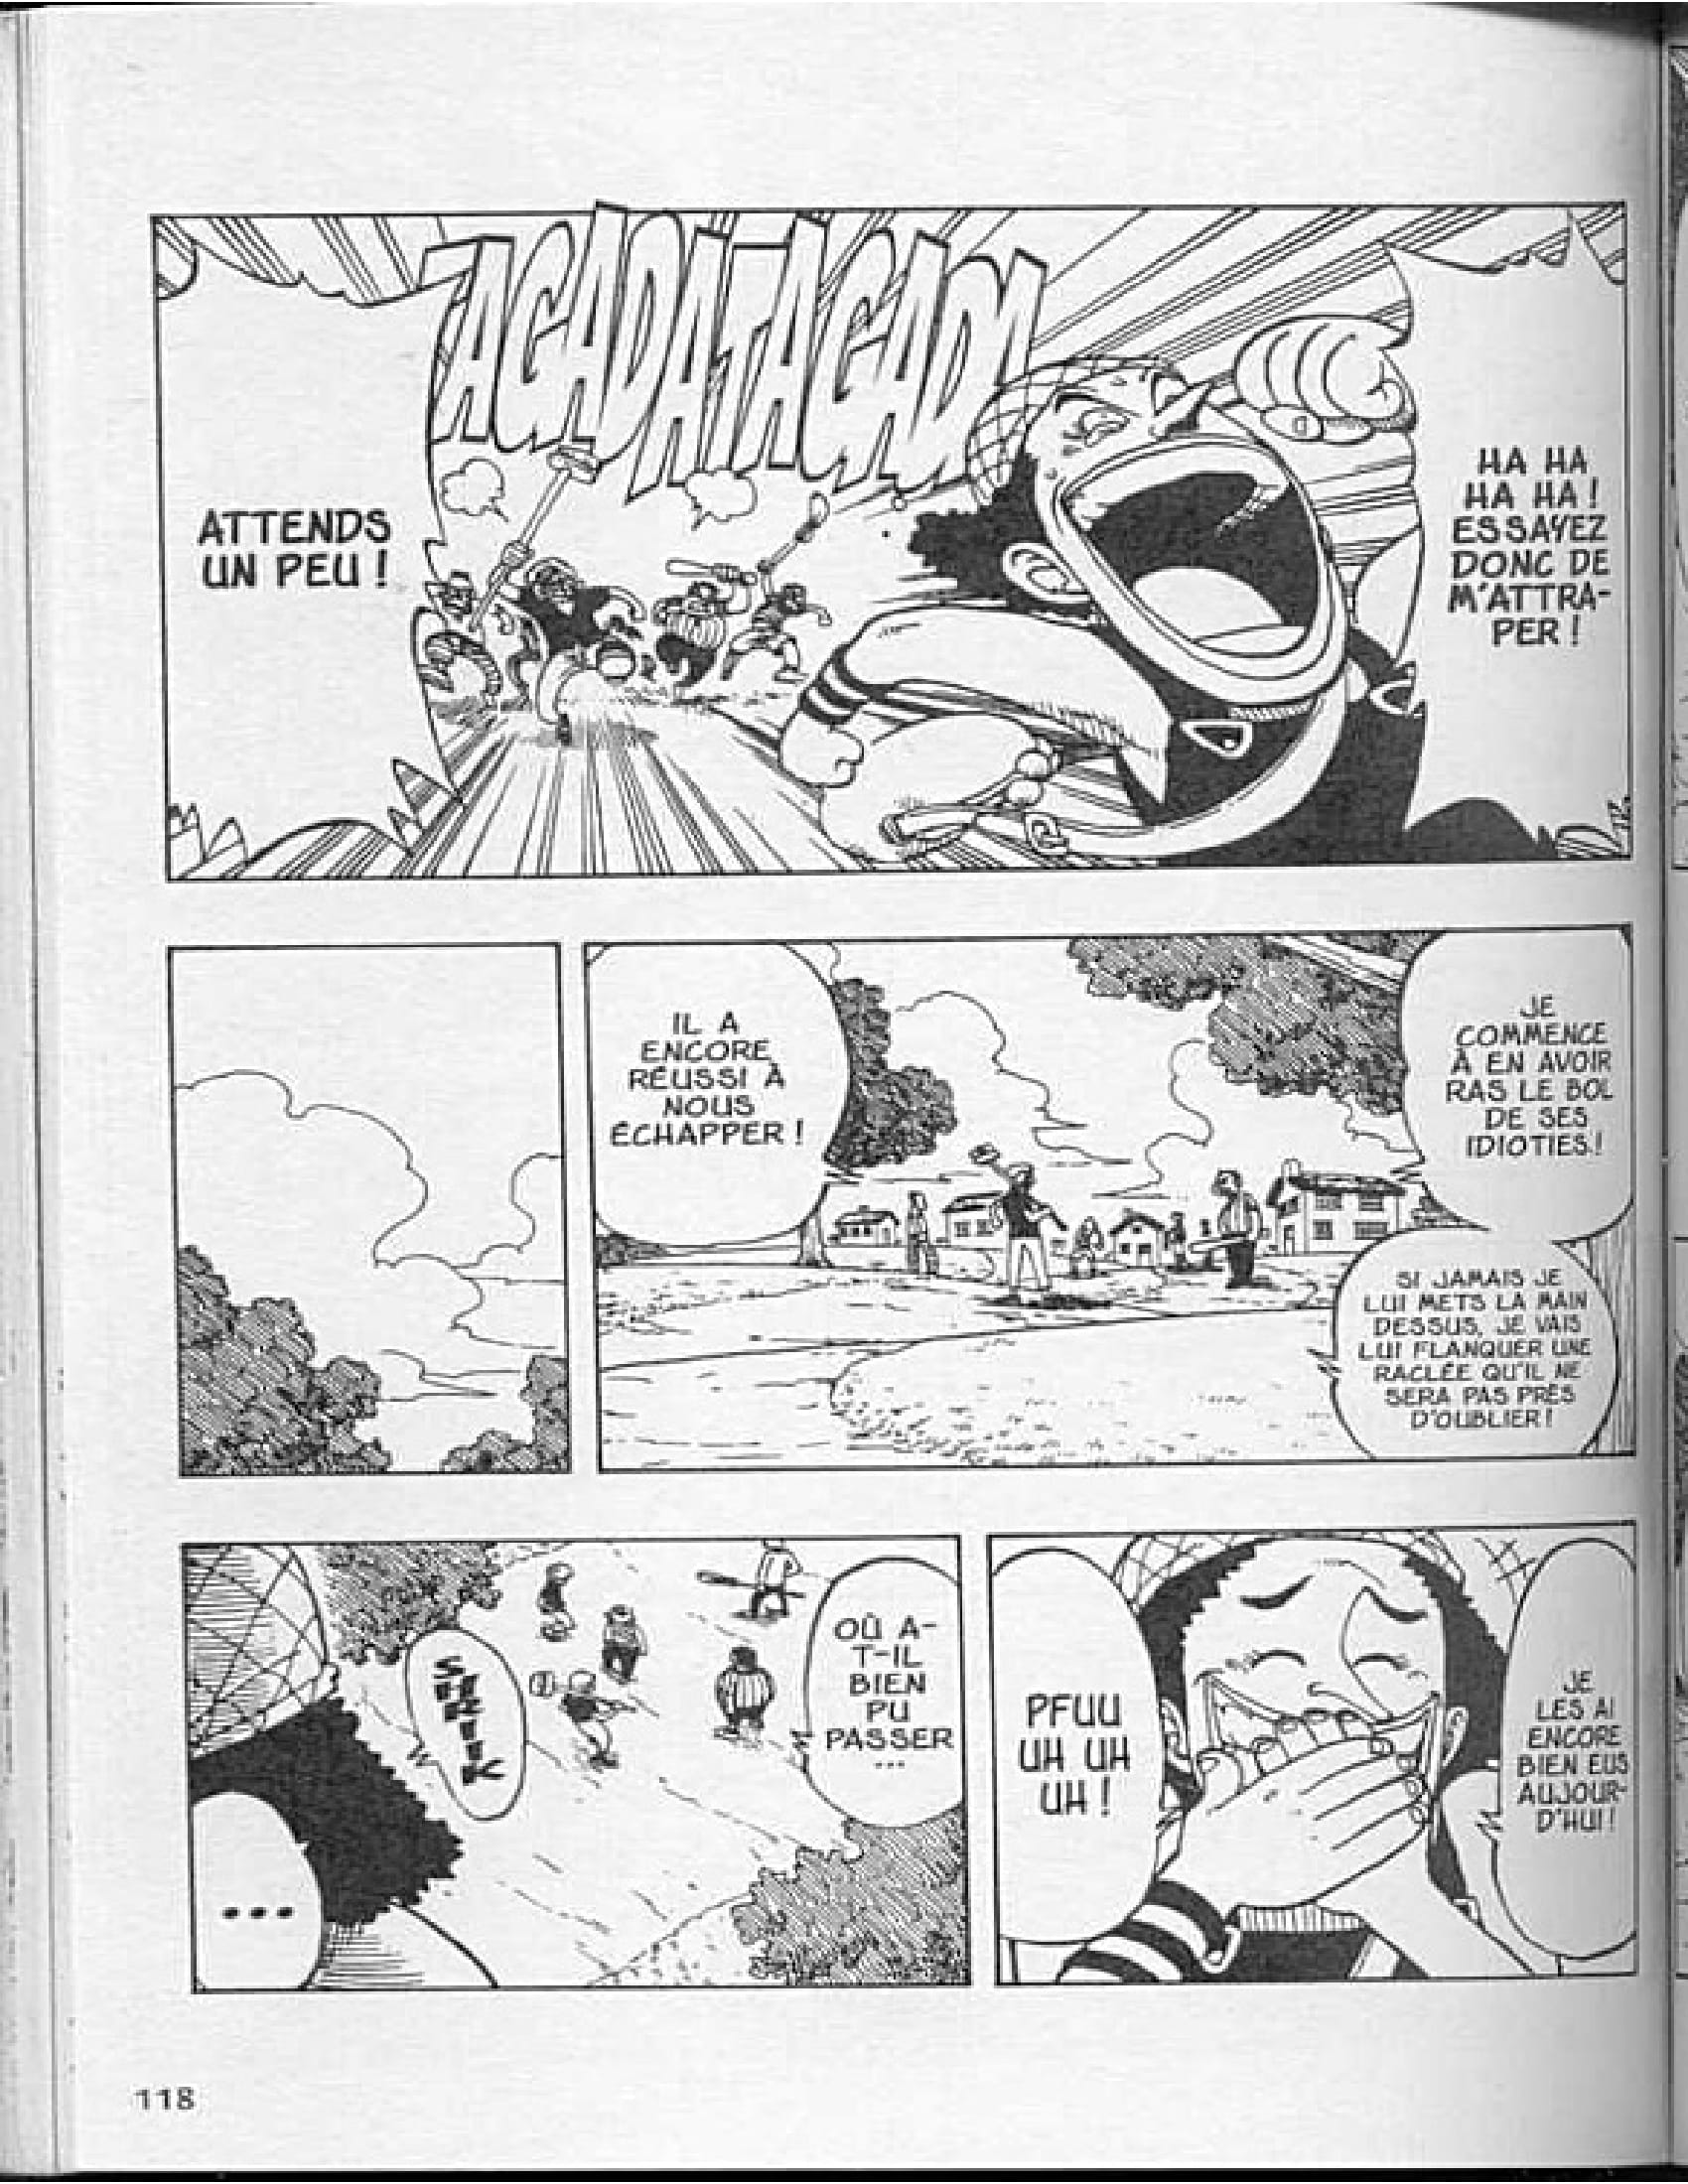 HA HA
HA HA !
ESSAYEZ
DONC DE
M'ATTRA-
PER !
TAGADATAGADA
ATTENDS
UN PEU !
JE
COMMENCE
À EN AVOIR
RAS LE BOL
DE SES
IDIOTIES !
SI JAMAIS JE
LUI METS LA MAIN
DESSUS, JE VAIS
LUI FLANQUER UNE
RACLÉE QU'IL NE
SERA PAS PRÈS
D'OUBLIER !
IL A
ENCORE
RÉUSSI À
NOUS
ÉCHAPPER !
JE
LES AI
ENCORE
BIEN EUS
AUJOUR-
D'HUI !
PFUU
UH UH
UH !
OÙ A-
T-IL
BIEN
PU
PASSER
...
...
118